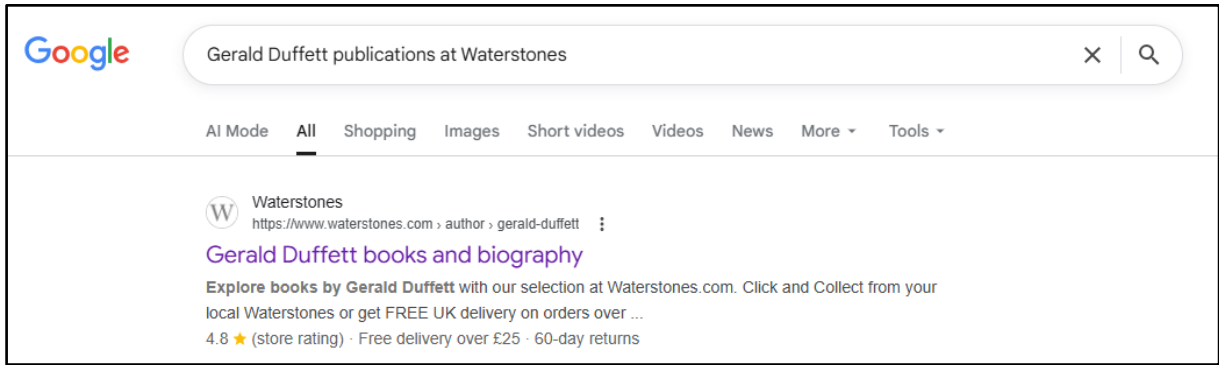 Google
Gerald Duffett publications at Waterstones
AI Mode All Shopping Images Short videos Videos News More Tools
W
Waterstones
https://www.waterstones.com › author › gerald-duffett
Gerald Duffett books and biography
Explore books by Gerald Duffett with our selection at Waterstones.com. Click and Collect from your
local Waterstones or get FREE UK delivery on orders over ...
4.8 ★ (store rating) · Free delivery over £25 · 60-day returns